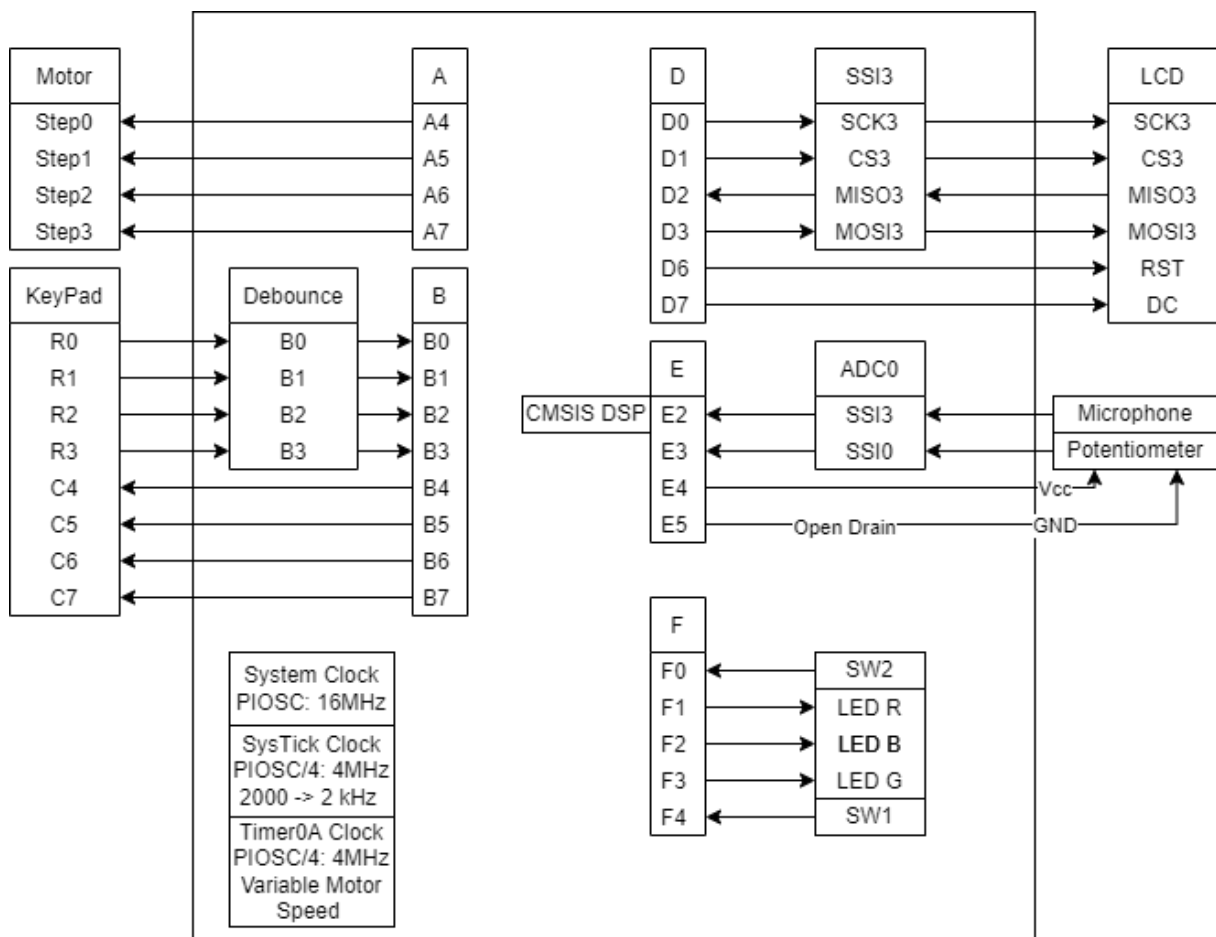 Motor
Step0
Step1
Step2
Step3
A
A4
A5
A6
A7
KeyPad
R0
R1
R2
R3
C4
C5
C6
C7
Debounce
B0
B1
B2
B3
B
B0
B1
B2
B3
B4
B5
B6
B7
System Clock
PIOSC: 16MHz
SysTick Clock
PIOSC/4: 4MHz
2000 -> 2 kHz
Timer0A Clock
PIOSC/4: 4MHz
Variable Motor
Speed
D
D0
D1
D2
D3
D6
D7
SSI3
SCK3
CS3
MISO3
MOSI3
LCD
SCK3
CS3
MISO3
MOSI3
RST
DC
CMSIS DSP
E
E2
E3
E4
E5
ADC0
SSI3
SSI0
Microphone
Potentiometer
Vcc
Open Drain
GND
F
F0
F1
F2
F3
F4
SW2
LED R
LED B
LED G
SW1